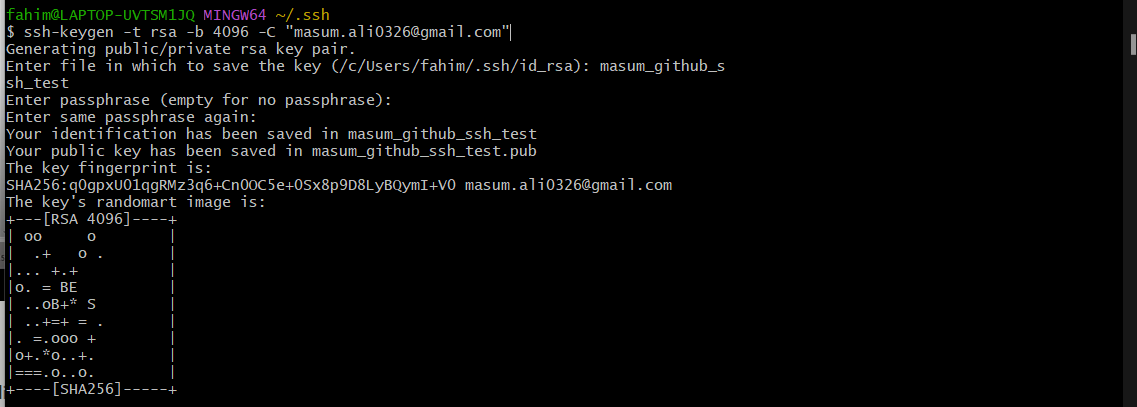 fahim@LAPTOP-UVTSM1JQ MINGW64 ~/.ssh
$ ssh-keygen -t rsa -b 4096 -C "masum.ali0326@gmail.com"
Generating public/private rsa key pair.
Enter file in which to save the key (/c/Users/fahim/.ssh/id_rsa): masum_github_s
sh_test
Enter passphrase (empty for no passphrase):
Enter same passphrase again:
Your identification has been saved in masum_github_ssh_test
Your public key has been saved in masum_github_ssh_test.pub
The key fingerprint is:
SHA256:q0gpxU01qgRMz3q6+Cn0OC5e+0Sx8p9D8LyBQymI+V0 masum.ali0326@gmail.com
The key's randomart image is:
+---[RSA 4096]----+
| oo     o        |
|  .+   o .       |
|... +.+          |
|o. = BE          |
| ..oB+* S        |
| ..+=+ = .       |
|. =.ooo +        |
|o+.*o..+.        |
|===.o..o.        |
+----[SHA256]-----+